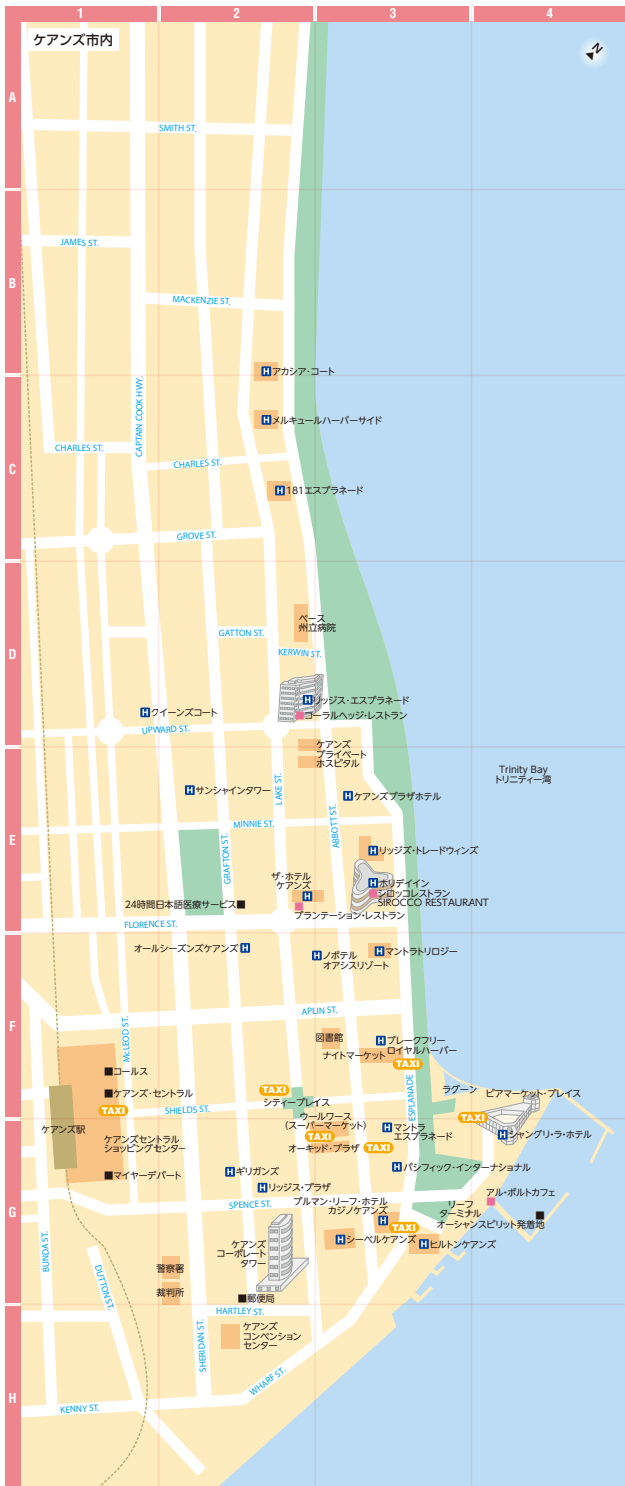 1
2
3
4
ケアンズ市内
N
A
SMITH ST.
JAMES ST.
B
MACKENZIE ST.
H アカシア・コート
CAPTAIN COOK HWY.
H メルキュールハーバーサイド
CHARLES ST.
CHARLES ST.
C
H 181エスプラネード
GROVE ST.
ベース
州立病院
GATTON ST.
KERWIN ST.
D
H リッジス・エスプラネード
H クイーンズコート
コーラルヘッジ・レストラン
UPWARD ST.
ケアンズ
プライベート
ホスピタル
Trinity Bay
トリニティー湾
H サンシャインタワー
LAKE ST.
H ケアンズプラザホテル
ABBOTT ST.
MINNIE ST.
E
GRAFTON ST.
H リッジズ・トレードウィンズ
ザ・ホテル
ケアンズ
H
H ホリデイイン
シロッコレストラン
SIROCCO RESTAURANT
24時間日本語医療サービス
プランテーション・レストラン
FLORENCE ST.
オールシーズンズケアンズ H
H ノボテル
オアシスリゾート
H マントラトリロジー
APLIN ST.
F
McLEOD ST.
図書館
H ブレークフリー
ロイヤルハーバー
ナイトマーケット
TAXI
コールス
ケアンズ・セントラル
TAXI
シティープレイス
ESPLANADE
ラグーン
ピアマーケット・プレイス
TAXI
SHIELDS ST.
TAXI
ケアンズ駅
ウールワース
(スーパーマーケット)
TAXI
オーキッド・プラザ
TAXI
H マントラ
エスプラネード
H シャングリ・ラ・ホテル
ケアンズセントラル
ショッピングセンター
マイヤーデパート
H ギリガンズ
H パシフィック・インターナショナル
H リッジス・プラザ
アル・ポルトカフェ
SPENCE ST.
G
プルマン・リーフ・ホテル
カジノケアンズ
H
TAXI
リーフ
ターミナル
オーシャンスピリット発着地
H シーベルケアンズ
H ヒルトンケアンズ
ケアンズ
コーポレート
タワー
BUNDA ST.
DUTTON ST.
警察署
裁判所
郵便局
HARTLEY ST.
SHERIDAN ST.
ケアンズ
コンベンション
センター
WHARF ST.
H
KENNY ST.